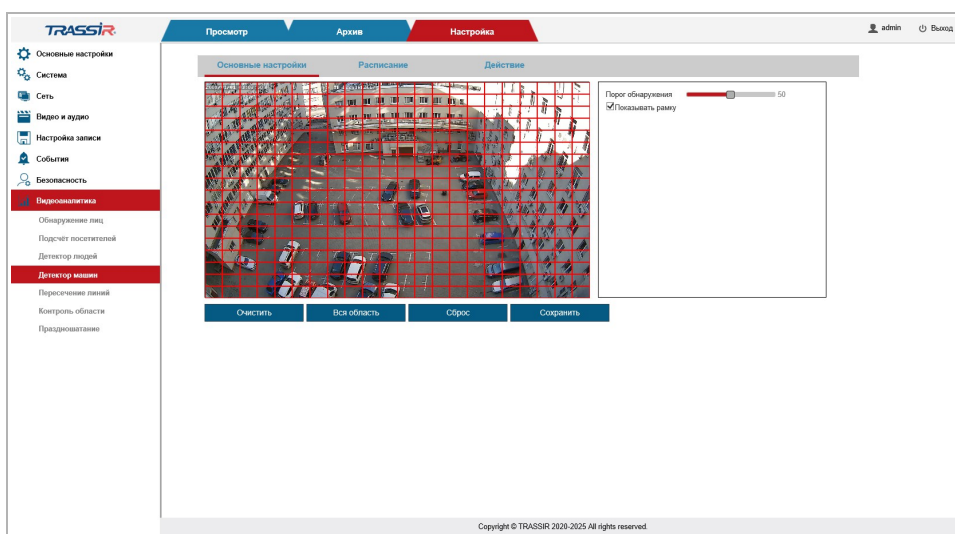 TRASSIR
Просмотр
Архив
Настройка
admin
Выход
Основные настройки
Система
Сеть
Видео и аудио
Настройка записи
События
Безопасность
Видеоаналитика
Обнаружение лиц
Подсчёт посетителей
Детектор людей
Детектор машин
Пересечение линий
Контроль области
Праздношатание
Основные настройки
Расписание
Действие
Порог обнаружения 50
Показывать рамку
Очистить
Вся область
Сброс
Сохранить
Copyright © TRASSIR 2020-2025 All rights reserved.